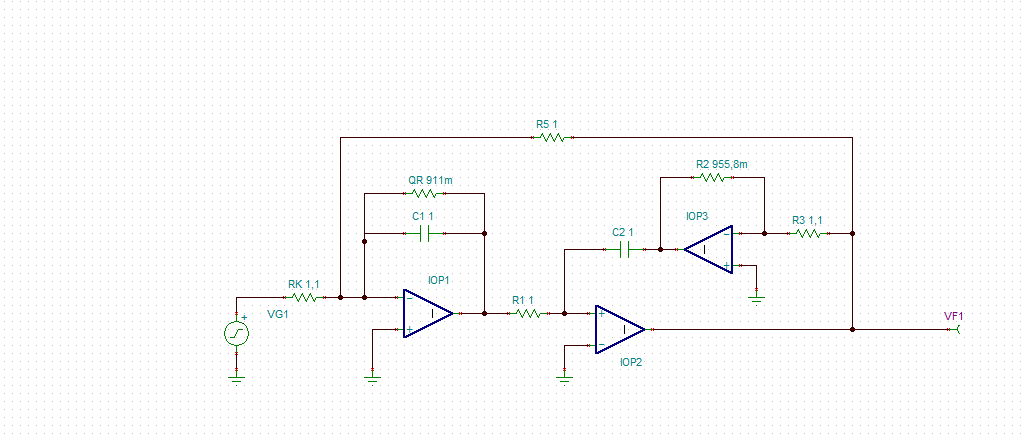 R5 1
R2 955,8m
QR 911m
C1 1
IOP3
R3 1,1
C2 1
IOP1
RK 1,1
R1 1
VG1
VF1
IOP2